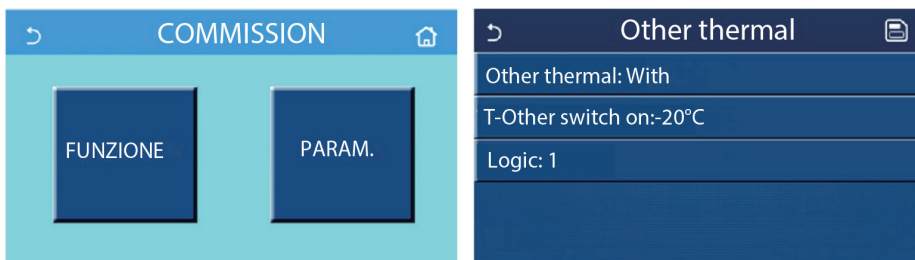 COMMISSION
FUNZIONE
PARAM.
Other thermal
Other thermal: With
T-Other switch on:-20°C
Logic: 1